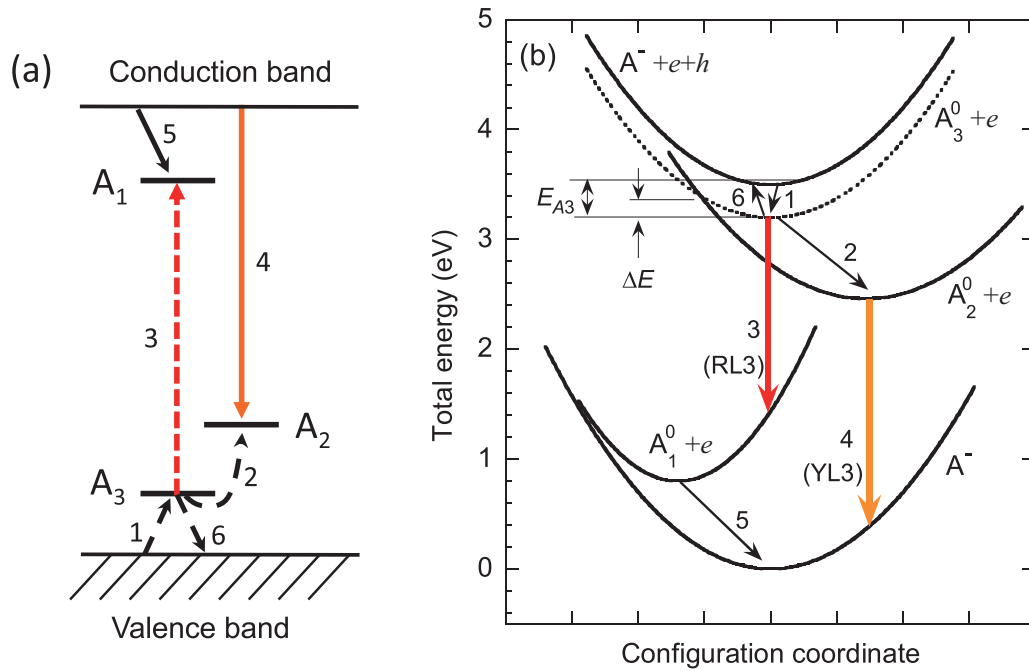 (a)
Conduction band
5
A₁
4
3
A₂
A₃
2
1
6
Valence band
(b)
5
4
3
2
1
0
Total energy (eV)
A⁻ +e+h
A₃⁰ +e
6
1
E_A3
ΔE
2
A₂⁰ +e
3
(RL3)
A₁⁰ +e
4
(YL3)
A⁻
5
Configuration coordinate